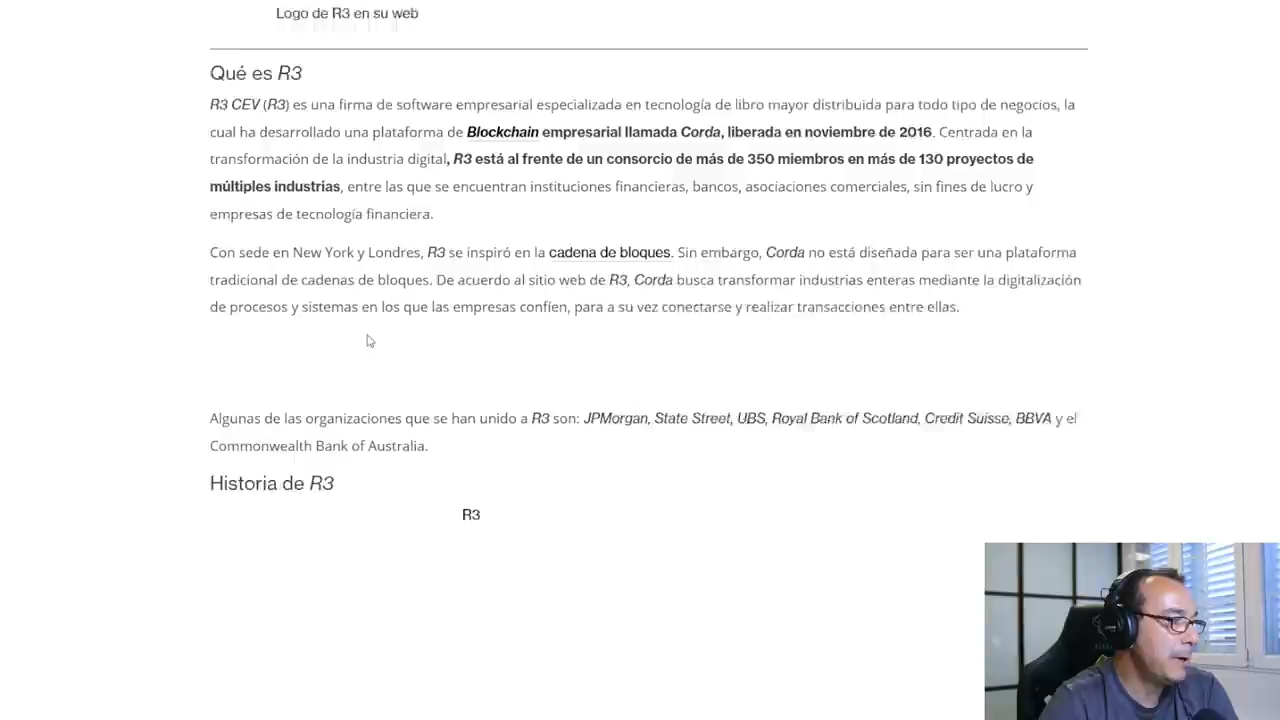 Logo de R3 en su web
Qué es R3
R3 CEV (R3) es una firma de software empresarial especializada en tecnología de libro mayor distribuida para todo tipo de negocios, la
cual ha desarrollado una plataforma de Blockchain empresarial llamada Corda, liberada en noviembre de 2016. Centrada en la
transformación de la industria digital, R3 está al frente de un consorcio de más de 350 miembros en más de 130 proyectos de
múltiples industrias, entre las que se encuentran instituciones financieras, bancos, asociaciones comerciales, sin fines de lucro y
empresas de tecnología financiera.
Con sede en New York y Londres, R3 se inspiró en la cadena de bloques. Sin embargo, Corda no está diseñada para ser una plataforma
tradicional de cadenas de bloques. De acuerdo al sitio web de R3, Corda busca transformar industrias enteras mediante la digitalización
de procesos y sistemas en los que las empresas confíen, para a su vez conectarse y realizar transacciones entre ellas.
Algunas de las organizaciones que se han unido a R3 son: JPMorgan, State Street, UBS, Royal Bank of Scotland, Credit Suisse, BBVA y el
Commonwealth Bank of Australia.
Historia de R3
R3